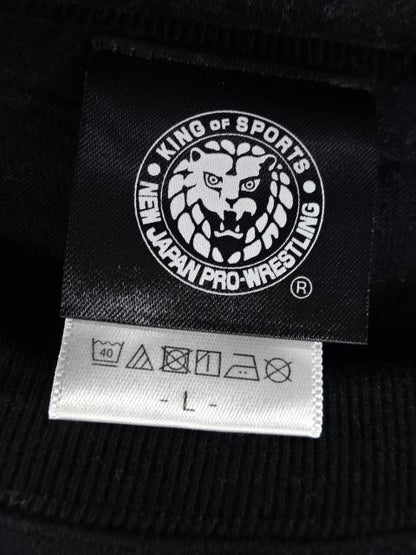 KING OF SPORTS
NEW JAPAN PRO-WRESTLING
®
40
- L -